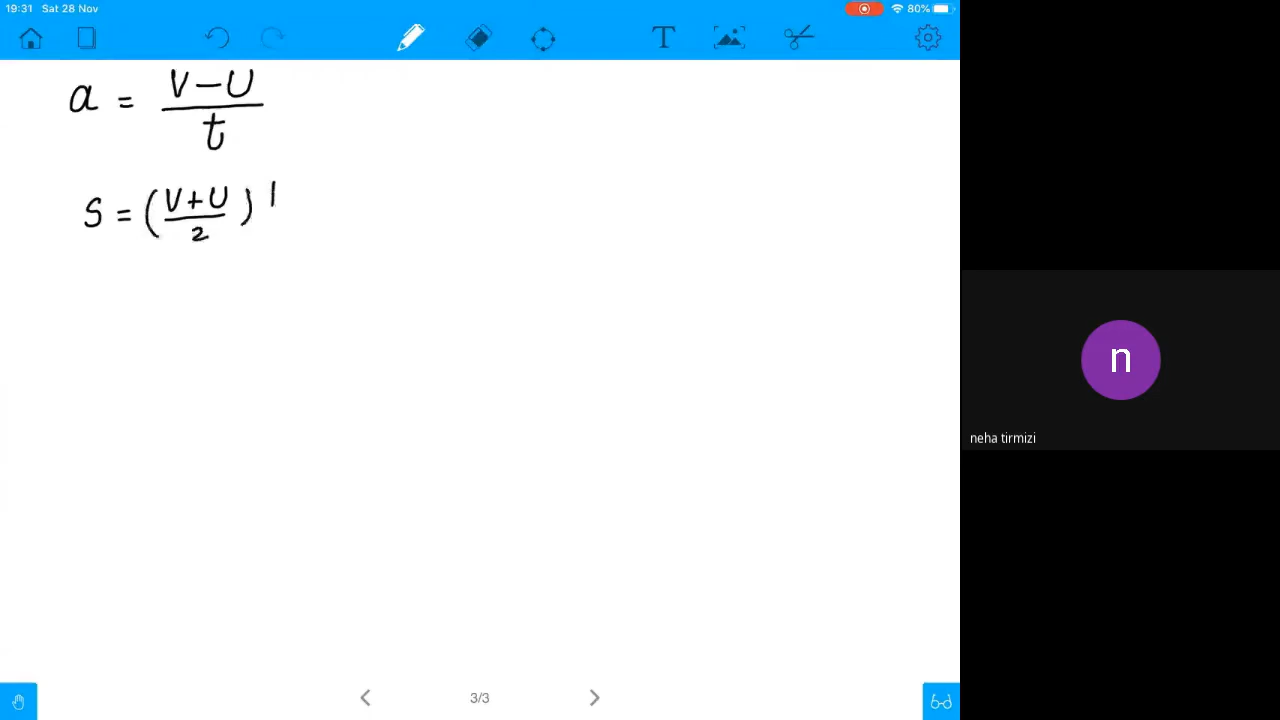 19:31 Sat 28 Nov 80%
T
a = V-U/t
S = (V+U/2)
n
neha tirmizi
3/3